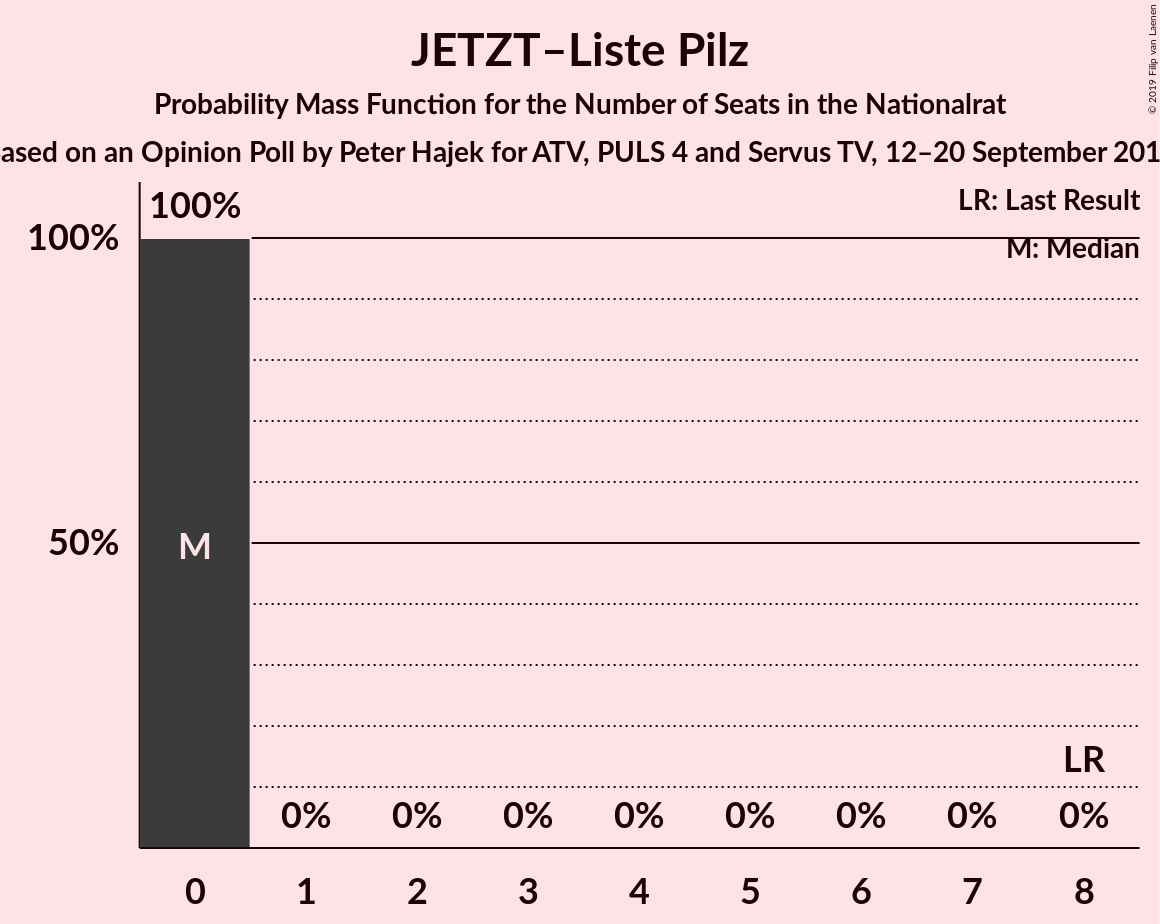 JETZT–Liste Pilz
Probability Mass Function for the Number of Seats in the Nationalrat
ased on an Opinion Poll by Peter Hajek for ATV, PULS 4 and Servus TV, 12–20 September 201
© 2019 Filip van Laenen
LR: Last Result
M: Median
100%
100%
50%
M
LR
0% 0% 0% 0% 0% 0% 0% 0%
0 1 2 3 4 5 6 7 8